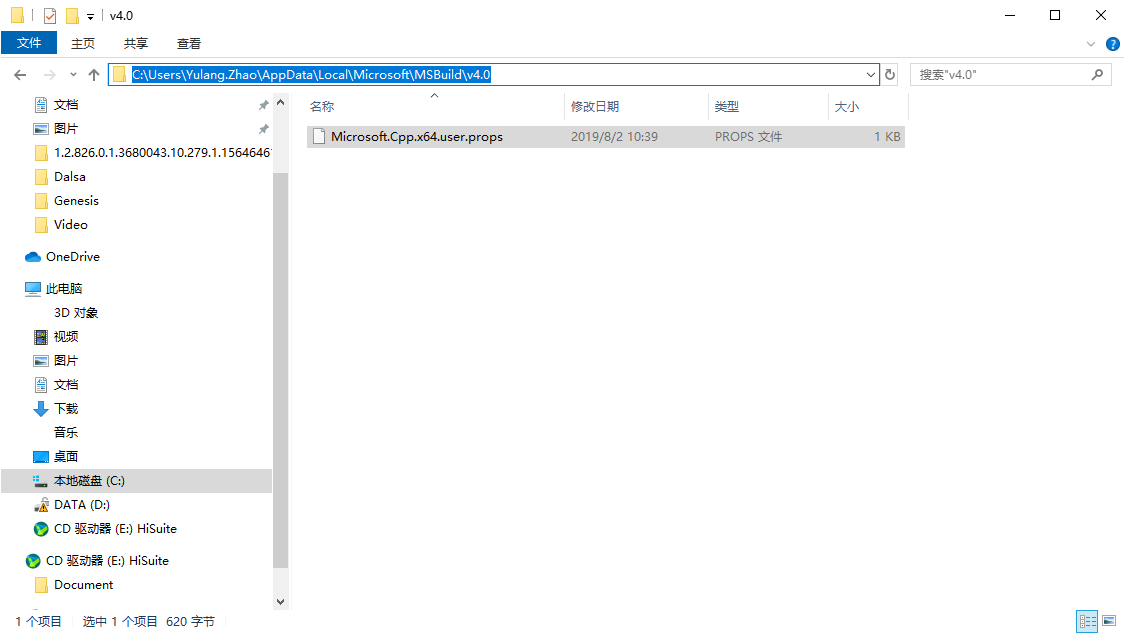 v4.0
文件 主页 共享 查看
C:\Users\Yulang.Zhao\AppData\Local\Microsoft\MSBuild\v4.0
搜索"v4.0"
文档
图片
1.2.826.0.1.3680043.10.279.1.1564646
Dalsa
Genesis
Video
OneDrive
此电脑
3D 对象
视频
图片
文档
下载
音乐
桌面
本地磁盘 (C:)
DATA (D:)
CD 驱动器 (E:) HiSuite
CD 驱动器 (E:) HiSuite
Document
名称 修改日期 类型 大小
Microsoft.Cpp.x64.user.props 2019/8/2 10:39 PROPS 文件 1 KB
1 个项目 选中 1 个项目 620 字节